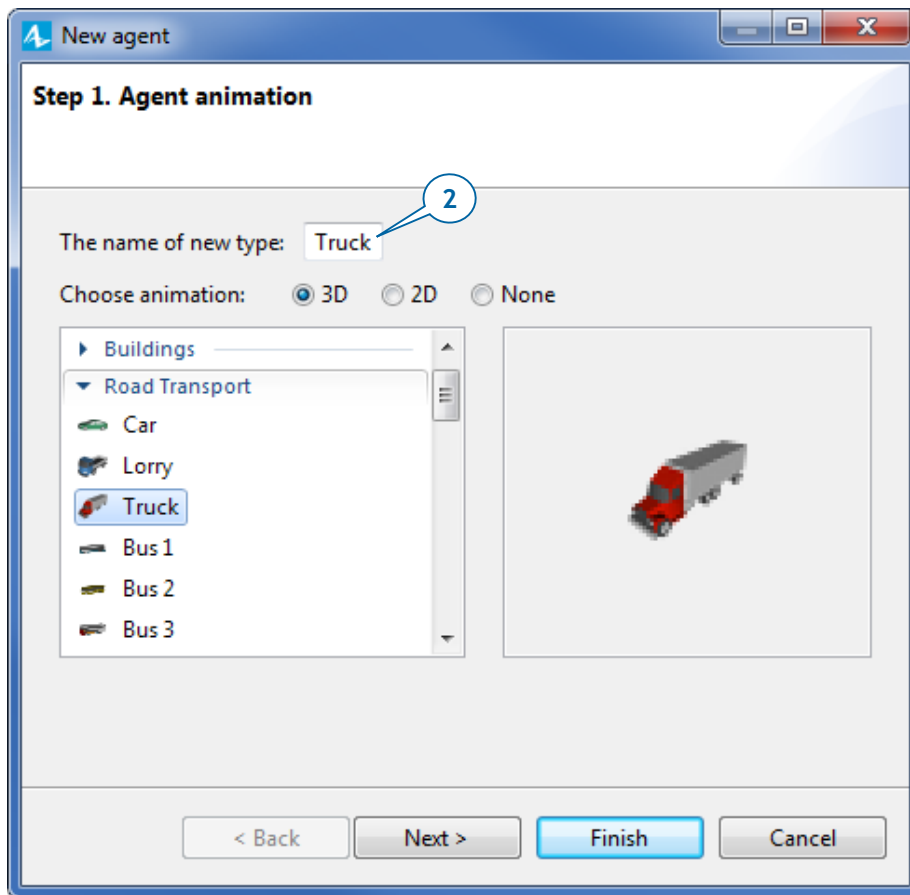 New agent
Step 1. Agent animation
2
The name of new type: Truck
Choose animation: 3D 2D None
Buildings
Road Transport
Car
Lorry
Truck
Bus 1
Bus 2
Bus 3
< Back Next > Finish Cancel